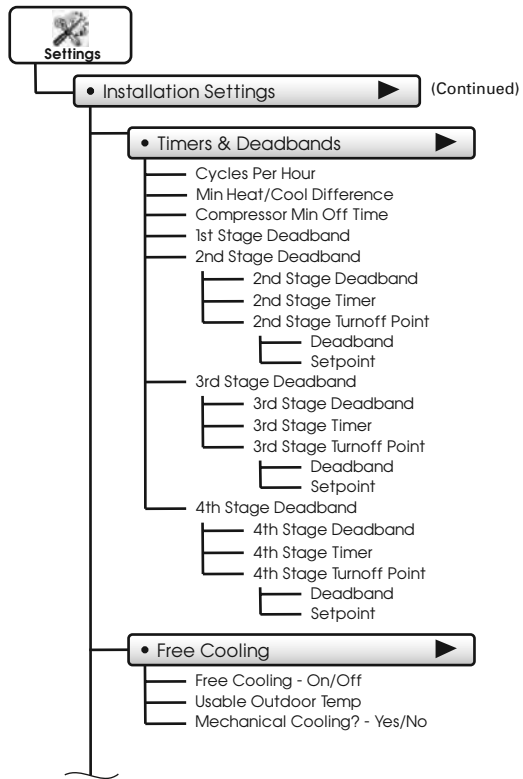 Settings
• Installation Settings
(Continued)
• Timers & Deadbands
Cycles Per Hour
Min Heat/Cool Difference
Compressor Min Off Time
1st Stage Deadband
2nd Stage Deadband
2nd Stage Deadband
2nd Stage Timer
2nd Stage Turnoff Point
Deadband
Setpoint
3rd Stage Deadband
3rd Stage Deadband
3rd Stage Timer
3rd Stage Turnoff Point
Deadband
Setpoint
4th Stage Deadband
4th Stage Deadband
4th Stage Timer
4th Stage Turnoff Point
Deadband
Setpoint
• Free Cooling
Free Cooling - On/Off
Usable Outdoor Temp
Mechanical Cooling? - Yes/No